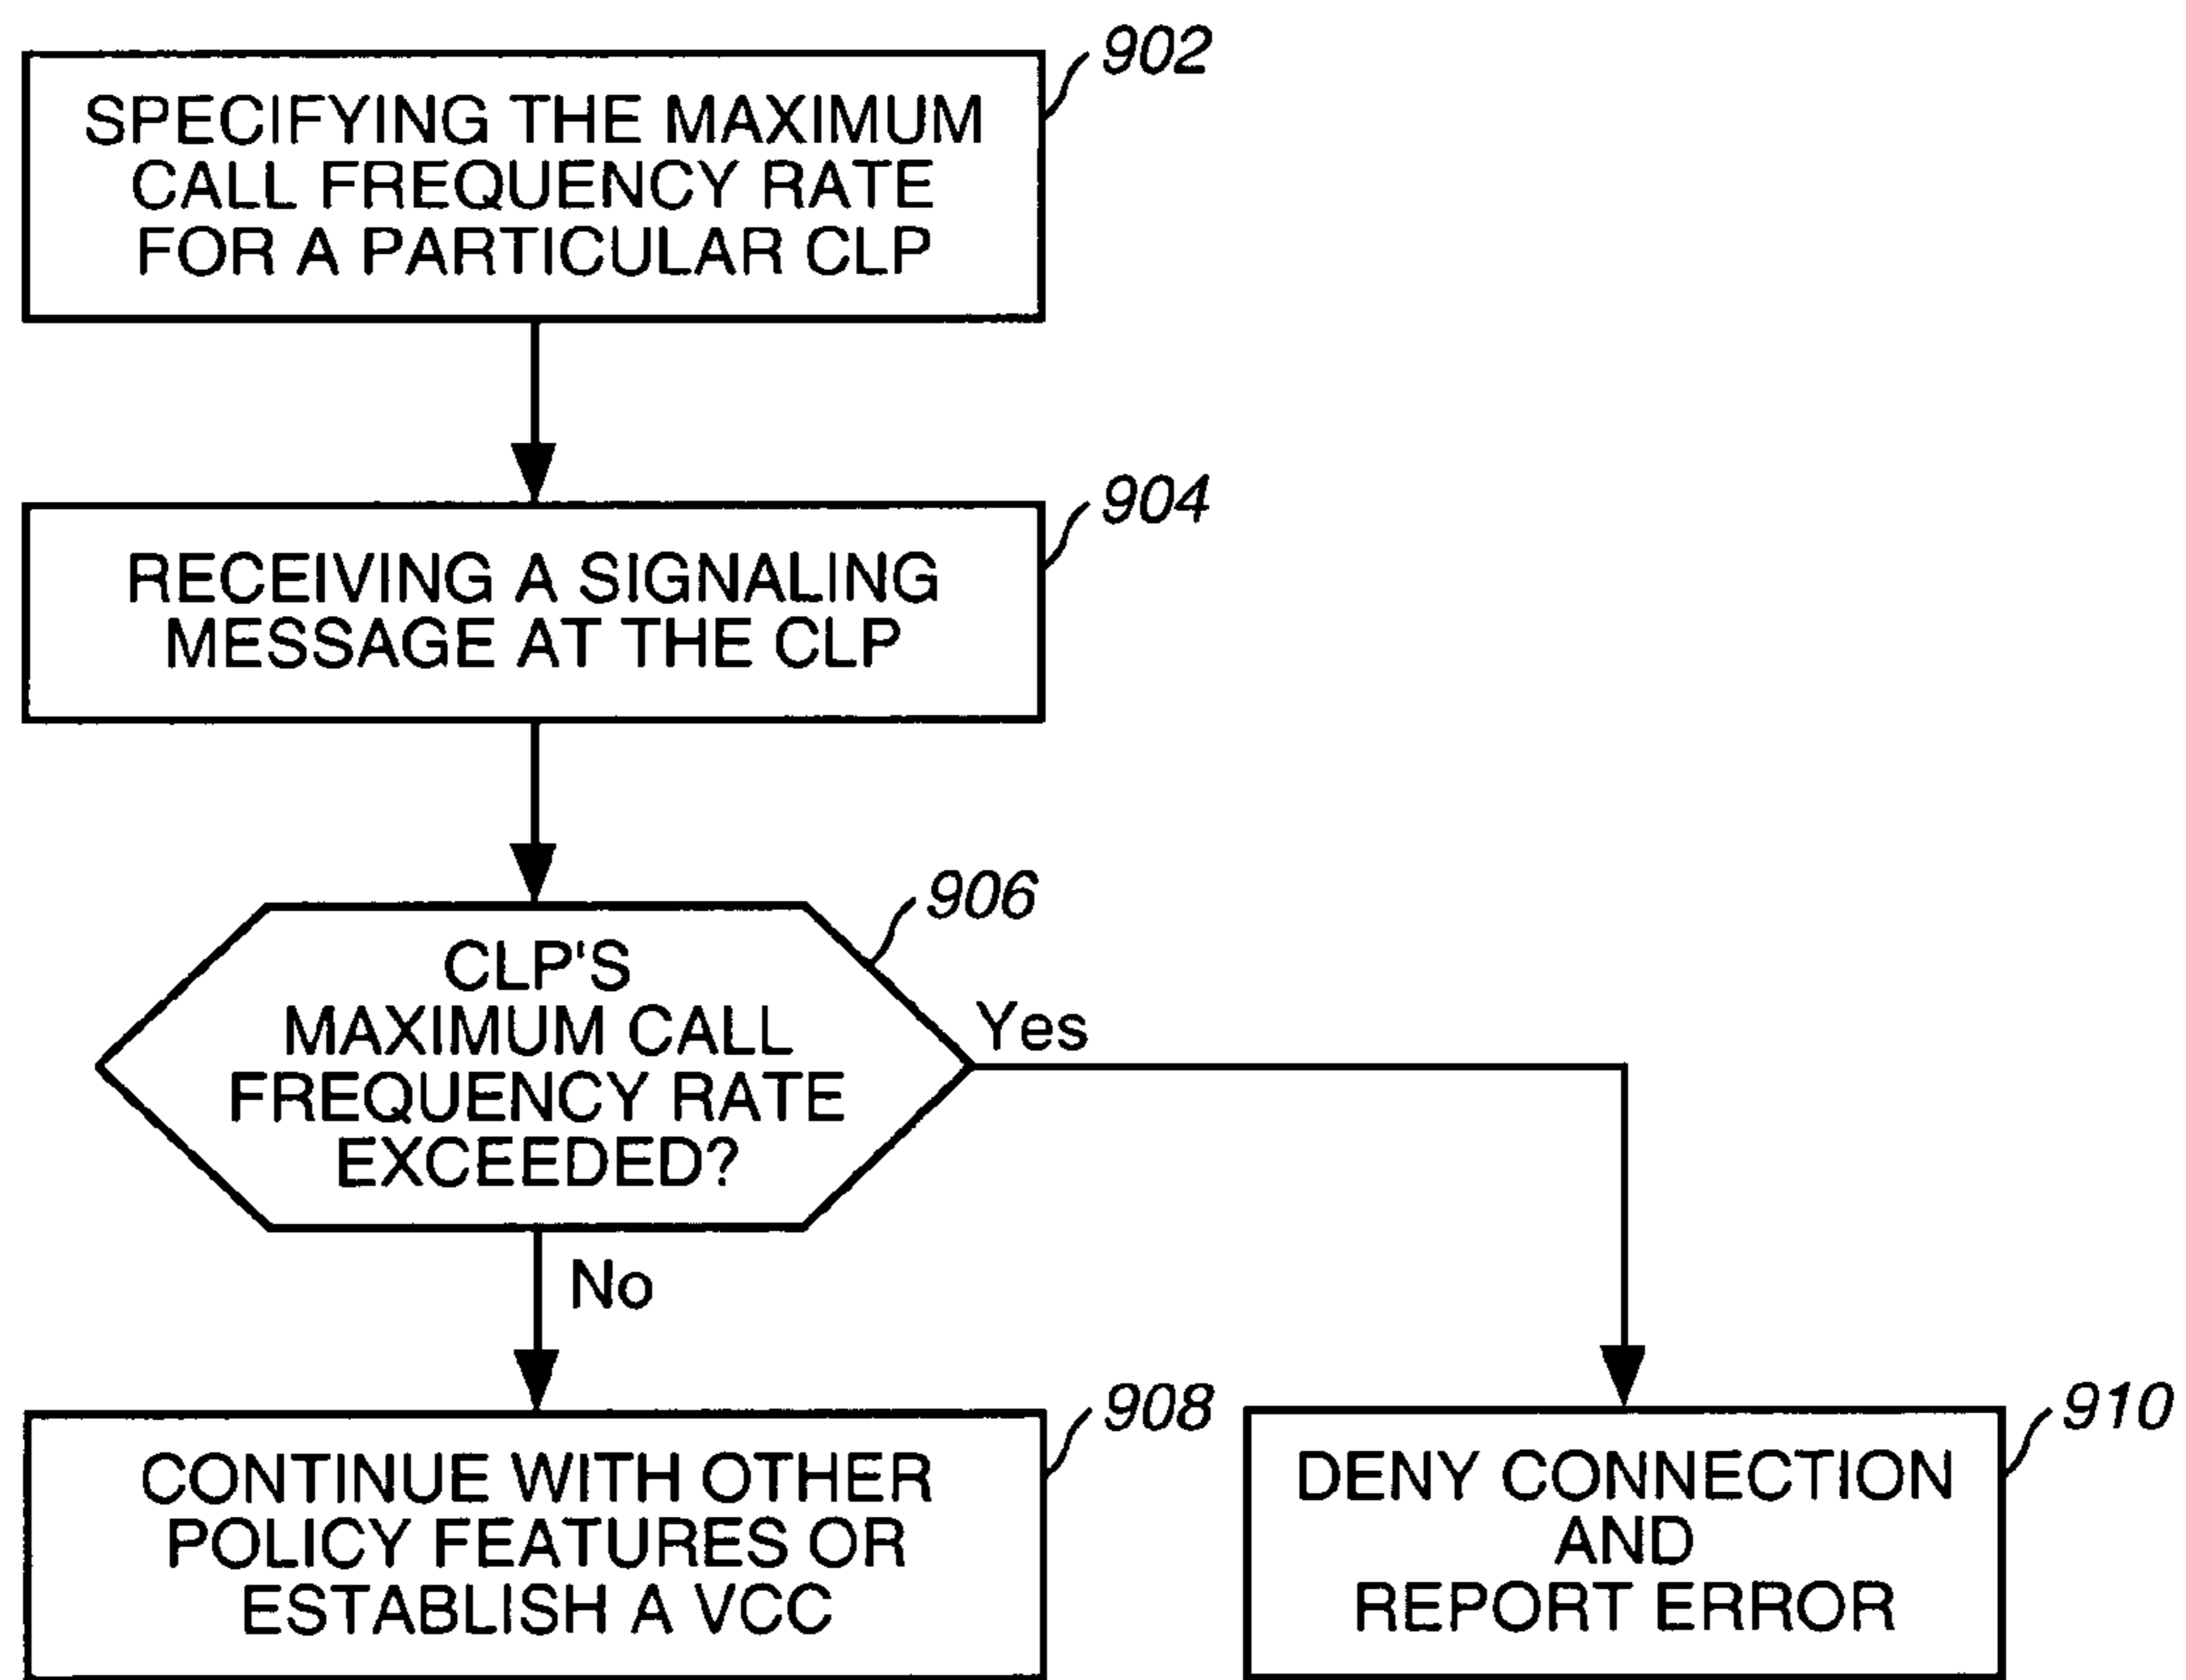 902
SPECIFYING THE MAXIMUM
CALL FREQUENCY RATE
FOR A PARTICULAR CLP
904
RECEIVING A SIGNALING
MESSAGE AT THE CLP
906
CLP'S
MAXIMUM CALL
FREQUENCY RATE
EXCEEDED?
Yes
No
908
CONTINUE WITH OTHER
POLICY FEATURES OR
ESTABLISH A VCC
910
DENY CONNECTION
AND
REPORT ERROR